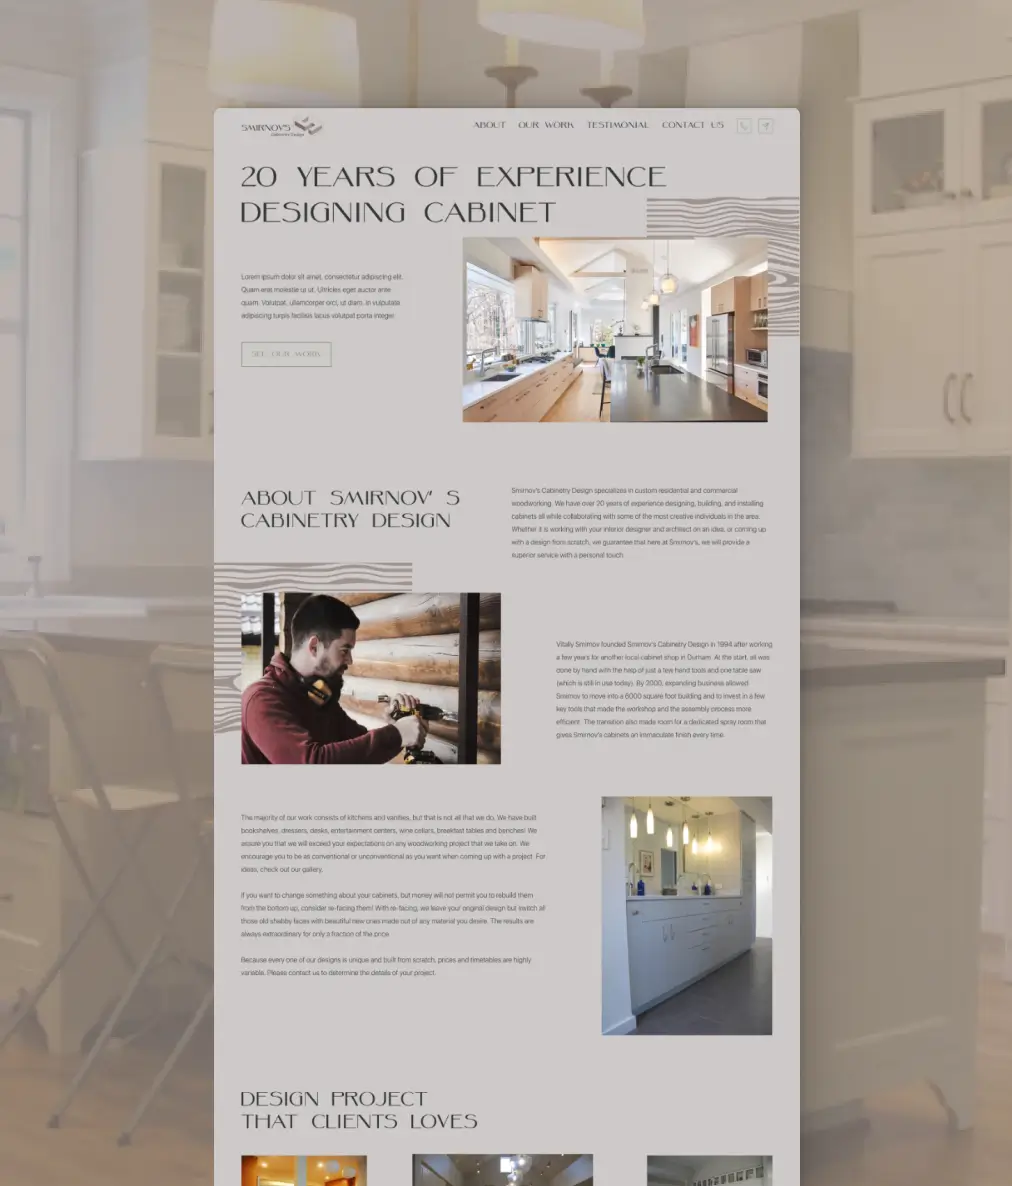 SMIRNOV'S
Cabinetry Design
ABOUT OUR WORK TESTIMONIAL CONTACT US
20 YEARS OF EXPERIENCE
DESIGNING CABINET
Lorem ipsum dolor sit amet, consectetur adipiscing elit.
Quam eras molestie ut ut. Ultricies eget auctor ante
quam. Volutpat, ullamcorper orci, ut diam, in vulputate
adipiscing turpis facilisis lacus volutpat porta integer.
SEE OUR WORK
ABOUT SMIRNOV' S
CABINETRY DESIGN
Smirnov's Cabinetry Design specializes in custom residential and commercial
woodworking. We have over 20 years of experience designing, building, and installing
cabinets all while collaborating with some of the most creative individuals in the area.
Whether it is working with your interior designer and architect on an idea, or coming up
with a design from scratch, we guarantee that here at Smirnov's, we will provide a
superior service with a personal touch.
Vitally Smirnov founded Smirnov's Cabinetry Design in 1994 after working
a few years for another local cabinet shop in Durham. At the start, all was
done by hand with the help of just a few hand tools and one table saw
(which is still in use today). By 2000, expanding business allowed
Smirnov to move into a 6000 square foot building and to invest in a few
key tools that made the workshop and the assembly process more
efficient. The transition also made room for a dedicated spray room that
gives Smirnov's cabinets an immaculate finish every time.
The majority of our work consists of kitchens and vanities, but that is not all that we do. We have built
bookshelves, dressers, desks, entertainment centers, wine cellars, breakfast tables and benches! We
assure you that we will exceed your expectations on any woodworking project that we take on. We
encourage you to be as conventional or unconventional as you want when coming up with a project. For
ideas, check out our gallery.
If you want to change something about your cabinets, but money will not permit you to rebuild them
from the bottom up, consider re-facing them! With re-facing, we leave your original design but switch all
those old shabby faces with beautiful new ones made out of any material you desire. The results are
always extraordinary for only a fraction of the price.
Because every one of our designs is unique and built from scratch, prices and timetables are highly
variable. Please contact us to determine the details of your project.
DESIGN PROJECT
THAT CLIENTS LOVES